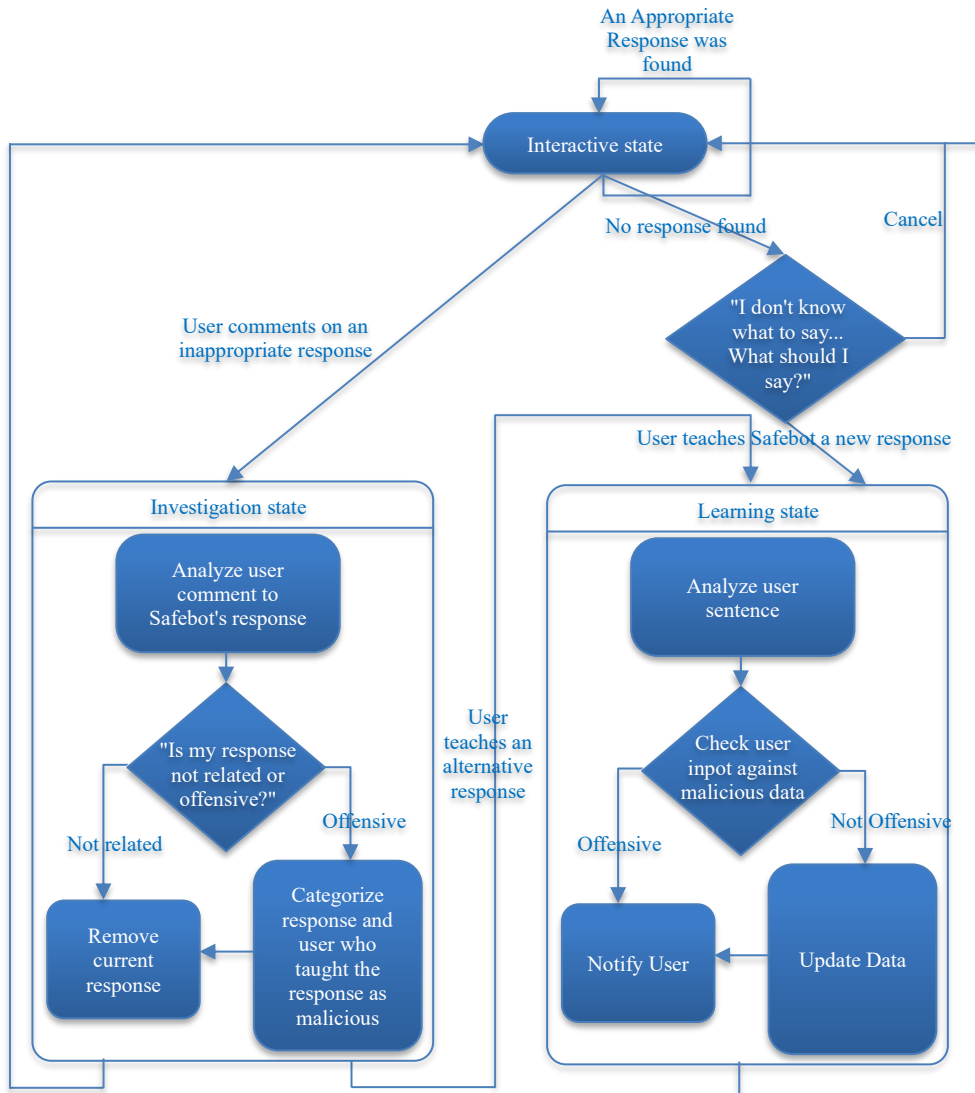 An Appropriate
Response was
found
Interactive state
No response found
Cancel
"I don't know
what to say...
What should I
say?"
User comments on an
inappropriate response
User teaches Safebot a new response
Investigation state
Analyze user
comment to
Safebot's response
"Is my response
not related or
offensive?"
Not related
Offensive
Remove
current
response
Categorize
response and
user who
taught the
response as
malicious
User
teaches an
alternative
response
Learning state
Analyze user
sentence
Check user
inpot against
malicious data
Offensive
Not Offensive
Notify User
Update Data